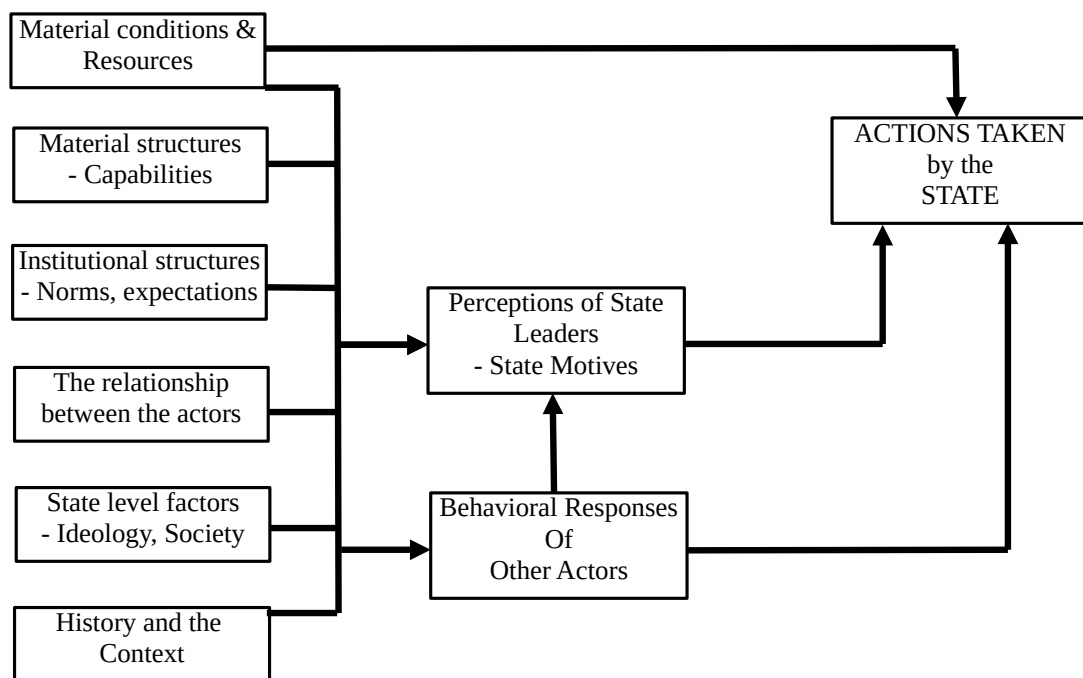 Material conditions &
Resources
Material structures
- Capabilities
Institutional structures
- Norms, expectations
The relationship
between the actors
State level factors
- Ideology, Society
History and the
Context
Perceptions of State
Leaders
- State Motives
Behavioral Responses
Of
Other Actors
ACTIONS TAKEN
by the
STATE